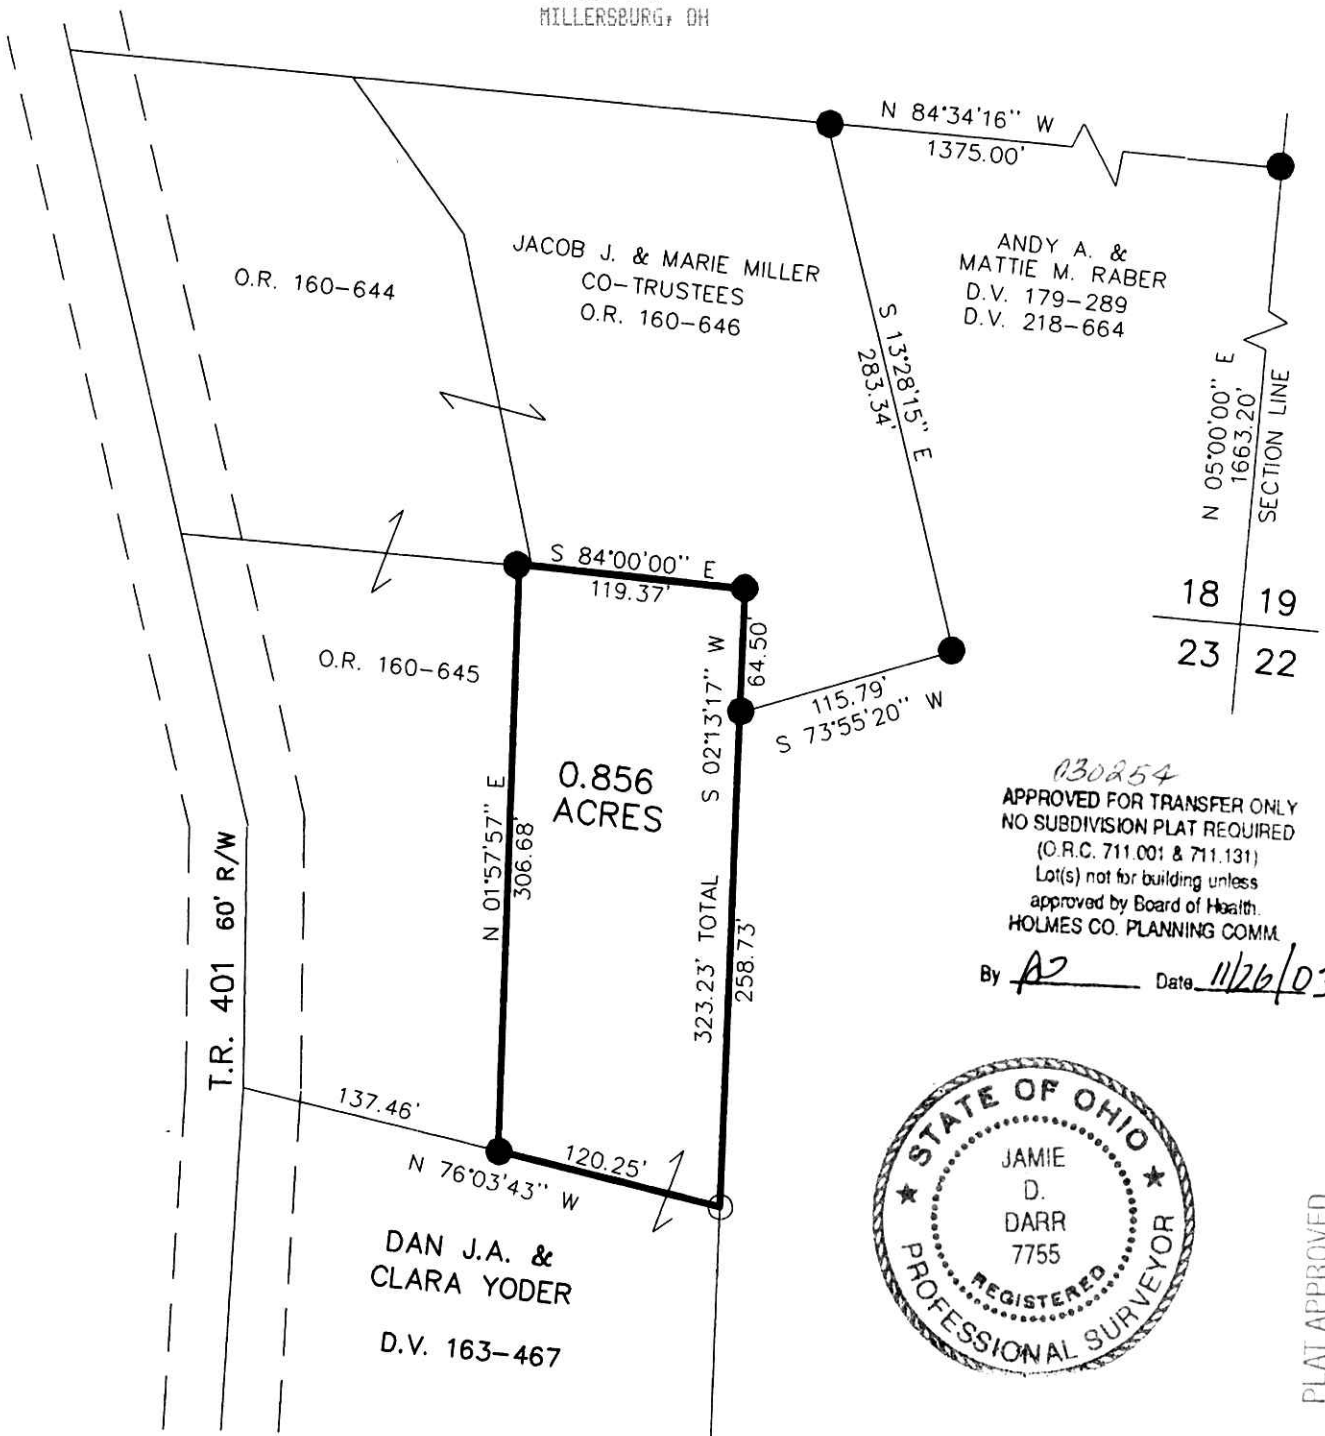 MILLERSBURG, OH
N 84°34'16" W
1375.00'
JACOB J. & MARIE MILLER
CO-TRUSTEES
O.R. 160-646
ANDY A. &
MATTIE M. RABER
D.V. 179-289
D.V. 218-664
O.R. 160-644
S 13°28'15" E
283.34'
N 05°00'00" E
1663.20'
SECTION LINE
18 19
23 22
S 84°00'00" E
119.37'
O.R. 160-645
64.50'
S 02°13'17" W
323.23' TOTAL
258.73'
115.79'
S 73°55'20" W
0.856
ACRES
N 01°57'57" E
306.68'
T.R. 401 60' R/W
137.46'
120.25'
N 76°03'43" W
DAN J.A. &
CLARA YODER
D.V. 163-467
030254
APPROVED FOR TRANSFER ONLY
NO SUBDIVISION PLAT REQUIRED
(O.R.C. 711.001 & 711.131)
Lot(s) not for building unless
approved by Board of Health.
HOLMES CO. PLANNING COMM.
By Date 11/26/03
STATE OF OHIO
JAMIE
D.
DARR
7755
REGISTERED
PROFESSIONAL SURVEYOR
PLAT APPROVED